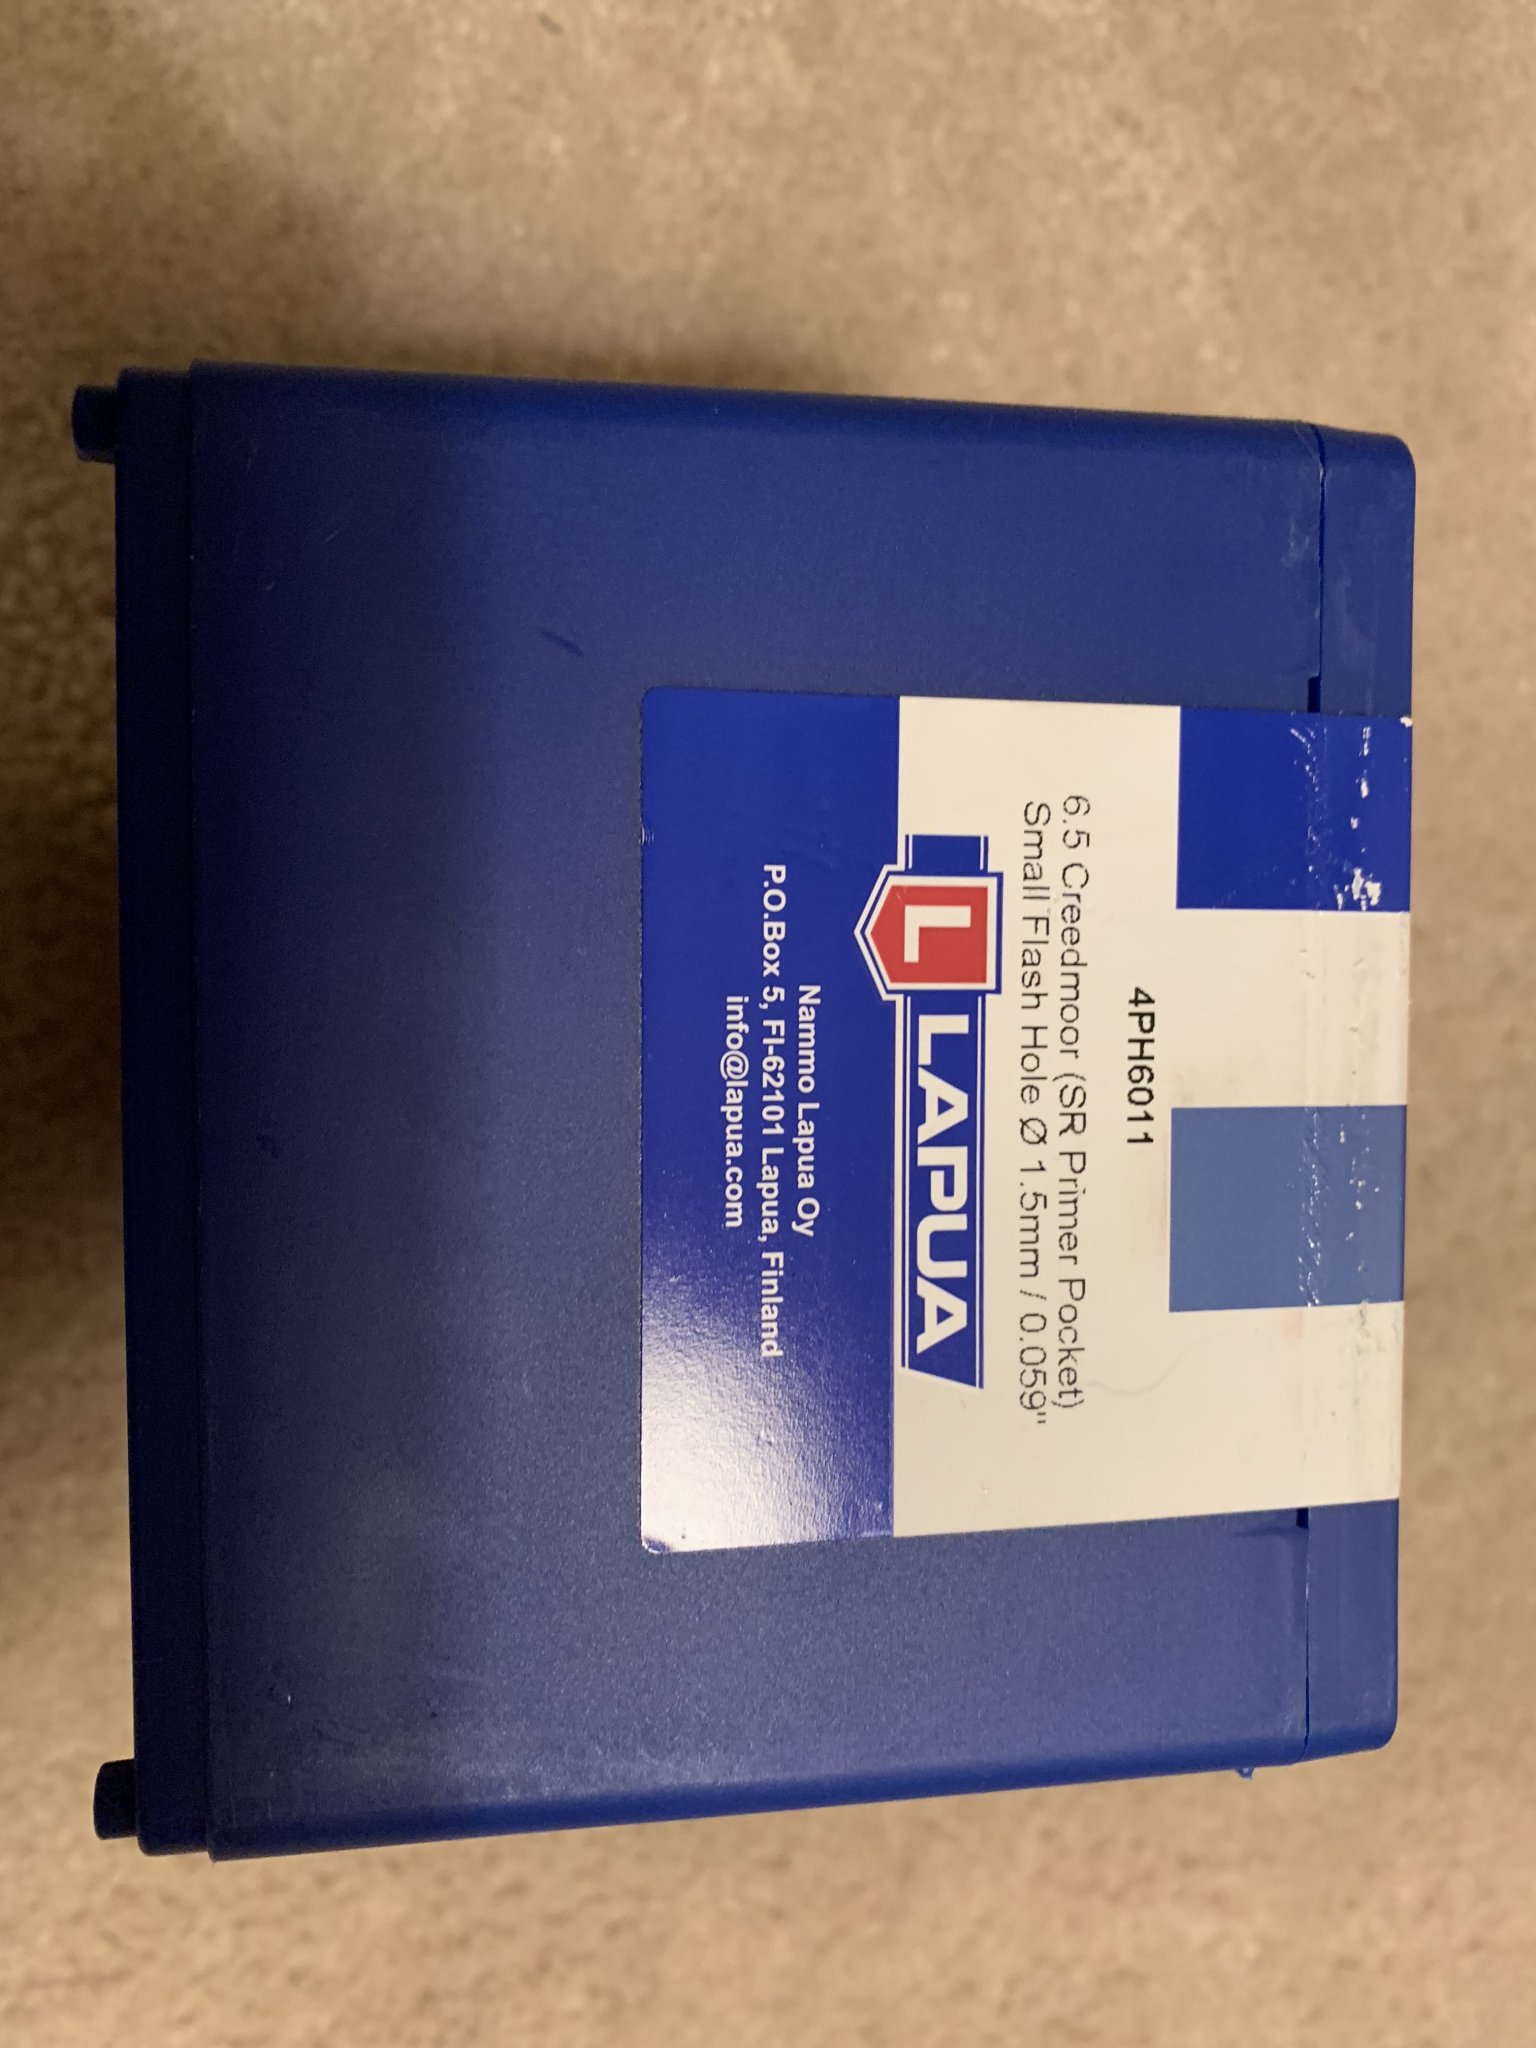 4PH6011
6.5 Creedmoor (SR Primer Pocket)
Small Flash Hole Ø 1.5mm / 0.059"
L LAPUA
Nammo Lapua Oy
P.O.Box 5, FI-62101 Lapua, Finland
info@lapua.com